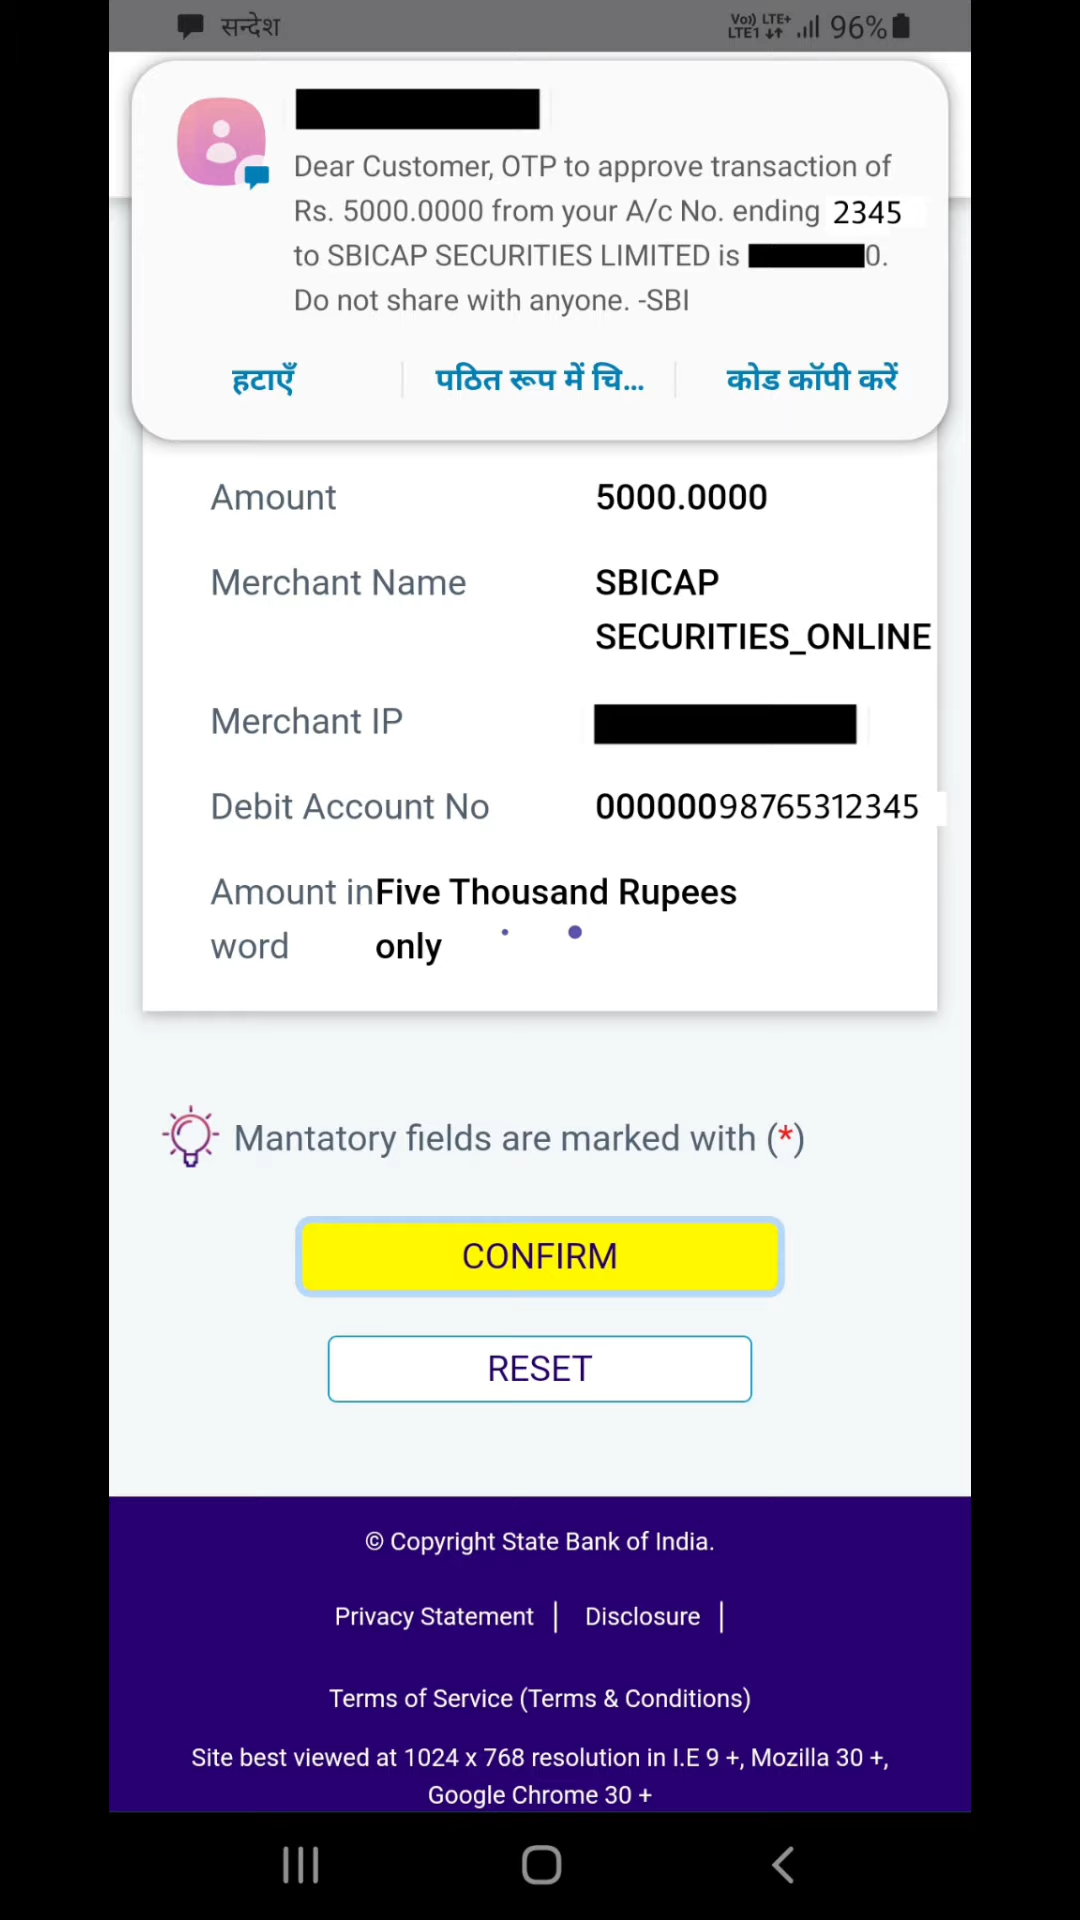 सन्देश
Vo)) LTE+
LTE1 96%
Dear Customer, OTP to approve transaction of
Rs. 5000.0000 from your A/c No. ending 2345
to SBICAP SECURITIES LIMITED is 0.
Do not share with anyone. -SBI
हटाएँ पठित रूप में चि... कोड कॉपी करें
Amount 5000.0000
Merchant Name SBICAP
SECURITIES_ONLINE
Merchant IP
Debit Account No 00000098765312345
Amount in Five Thousand Rupees
word only
Mantatory fields are marked with (*)
CONFIRM
RESET
© Copyright State Bank of India.
Privacy Statement | Disclosure |
Terms of Service (Terms & Conditions)
Site best viewed at 1024 x 768 resolution in I.E 9 +, Mozilla 30 +,
Google Chrome 30 +